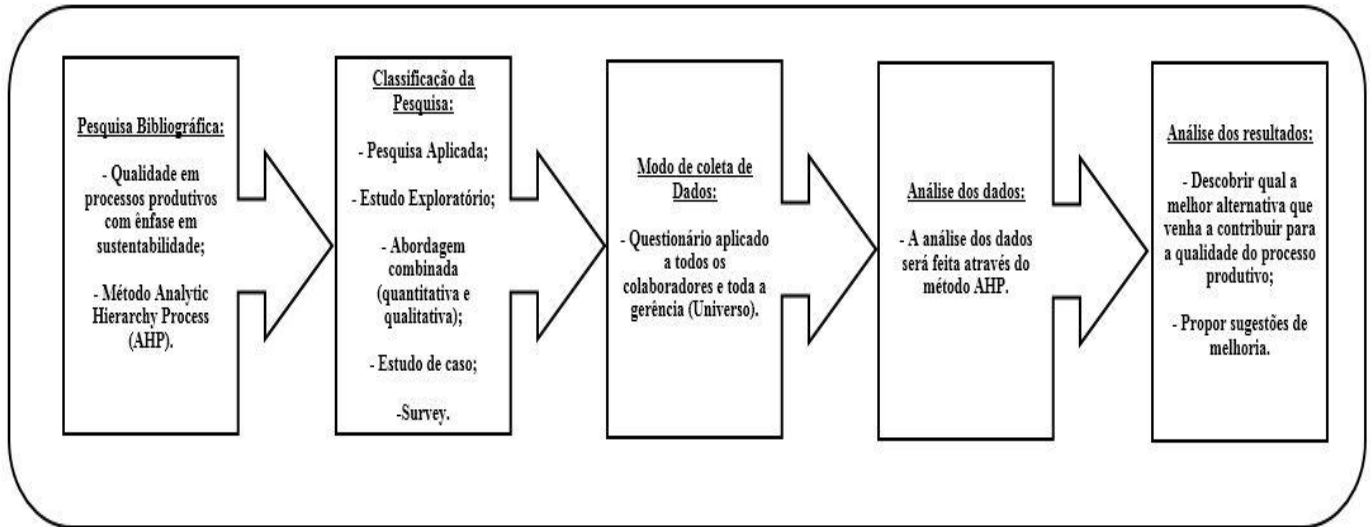 Pesquisa Bibliográfica:
- Qualidade em
processos produtivos
com ênfase em
sustentabilidade;
- Método Analytic
Hierarchy Process
(AHP).
Classificação da
Pesquisa:
- Pesquisa Aplicada;
- Estudo Exploratório;
- Abordagem
combinada
(quantitativa e
qualitativa);
- Estudo de caso;
-Survey.
Modo de coleta de
Dados:
- Questionário aplicado
a todos os
colaboradores e toda a
gerência (Universo).
Análise dos dados:
- A análise dos dados
será feita através do
método AHP.
Análise dos resultados:
- Descobrir qual a
melhor alternativa que
venha a contribuir para
a qualidade do processo
produtivo;
- Propor sugestões de
melhoria.